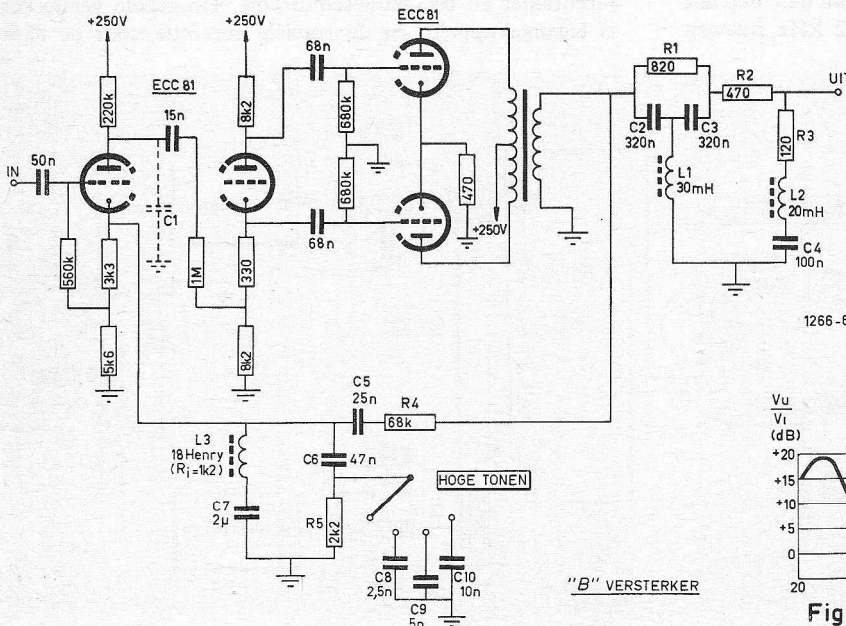 +250V
+250V
ECC81
220k
ECC 81
8k2
68n
R1
820
R2
470
UIT
15n
680k
C2
320n
C3
320n
R3
120
IN
50n
C1
680k
470
+250V
L1
30mH
L2
20mH
68n
C4
100n
560k
3k3
1M
330
5k6
8k2
1266-6
C5
25n
R4
68k
L3
18 Henry
(Ri=1k2)
C6
47n
HOGE TONEN
C7
2µ
R5
2k2
C8
2,5n
C9
5n
C10
10n
"B" VERSTERKER
Vu
VI
(dB)
+20
+15
+10
+5
0
20
Fig